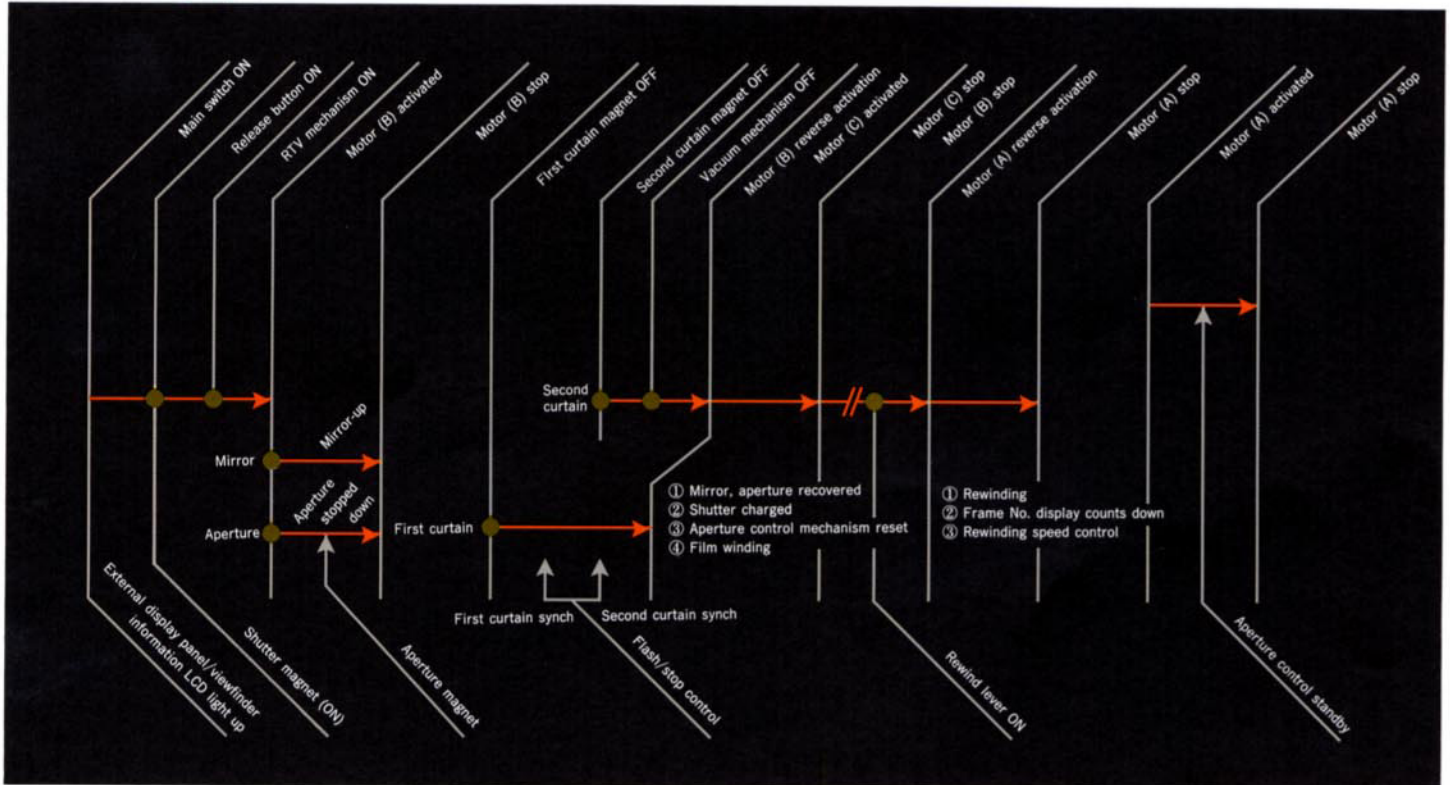 Main switch ON
Release button ON
RTV mechanism ON
Motor (B) activated
Motor (B) stop
First curtain magnet OFF
Second curtain magnet OFF
Vacuum mechanism OFF
Motor (B) reverse activation
Motor (C) activated
Motor (C) stop
Motor (B) stop
Motor (A) reverse activation
Motor (A) stop
Motor (A) activated
Motor (A) stop
Second
curtain
Mirror
Mirror-up
Aperture
Aperture
stopped
down
First curtain
① Mirror, aperture recovered
② Shutter charged
③ Aperture control mechanism reset
④ Film winding
① Rewinding
② Frame No. display counts down
③ Rewinding speed control
First curtain synch
Second curtain synch
External display panel/viewfinder
information LCD light up
Shutter magnet (ON)
Aperture magnet
Flash/stop control
Rewind lever ON
Aperture control standby